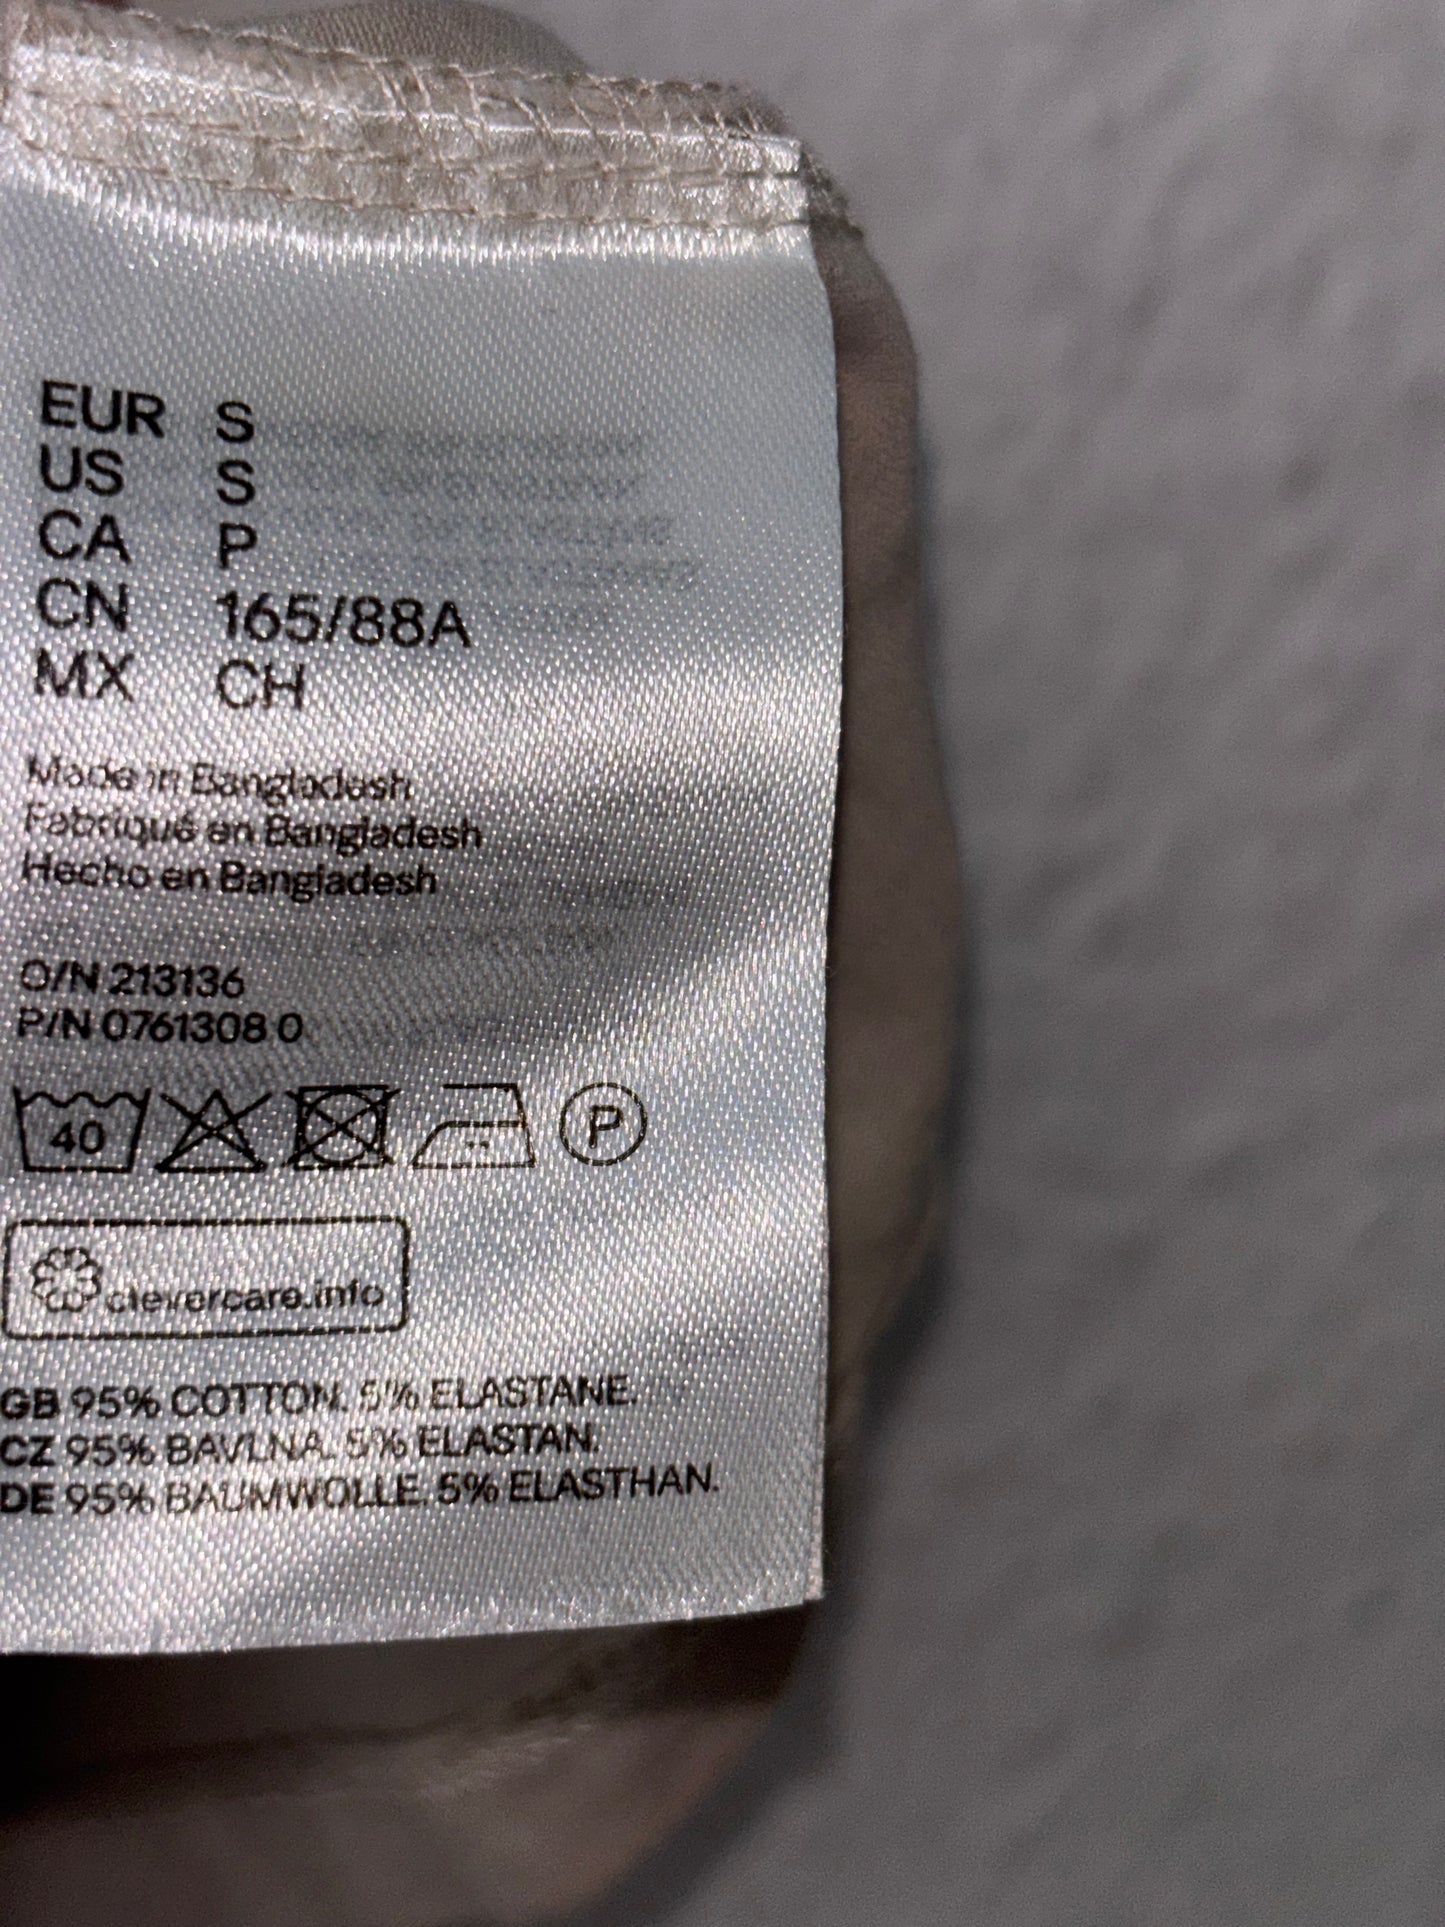 EUR S
US S
CA P
CN 165/88A
MX CH
Made in Bangladesh
Fabriqué en Bangladesh
Hecho en Bangladesh
O/N 213136
P/N 0761308 0
40
P
clevercare.info
GB 95% COTTON. 5% ELASTANE.
CZ 95% BAVLNA. 5% ELASTAN.
DE 95% BAUMWOLLE. 5% ELASTHAN.